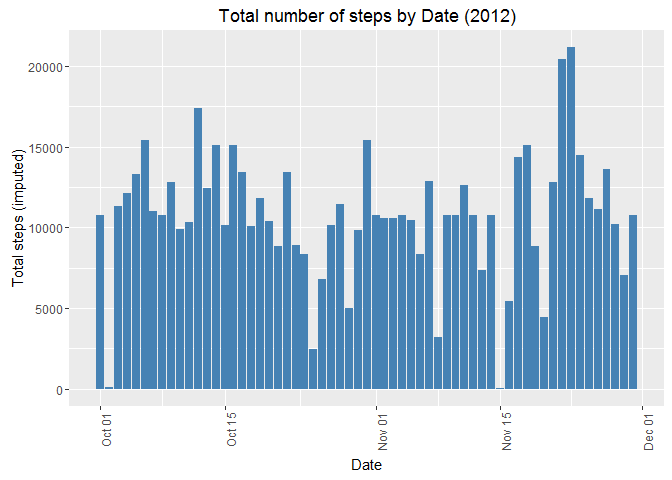 Total number of steps by Date (2012)
Total steps (imputed)
20000
15000
10000
5000
0
Oct 01
Oct 15
Nov 01
Nov 15
Dec 01
Date